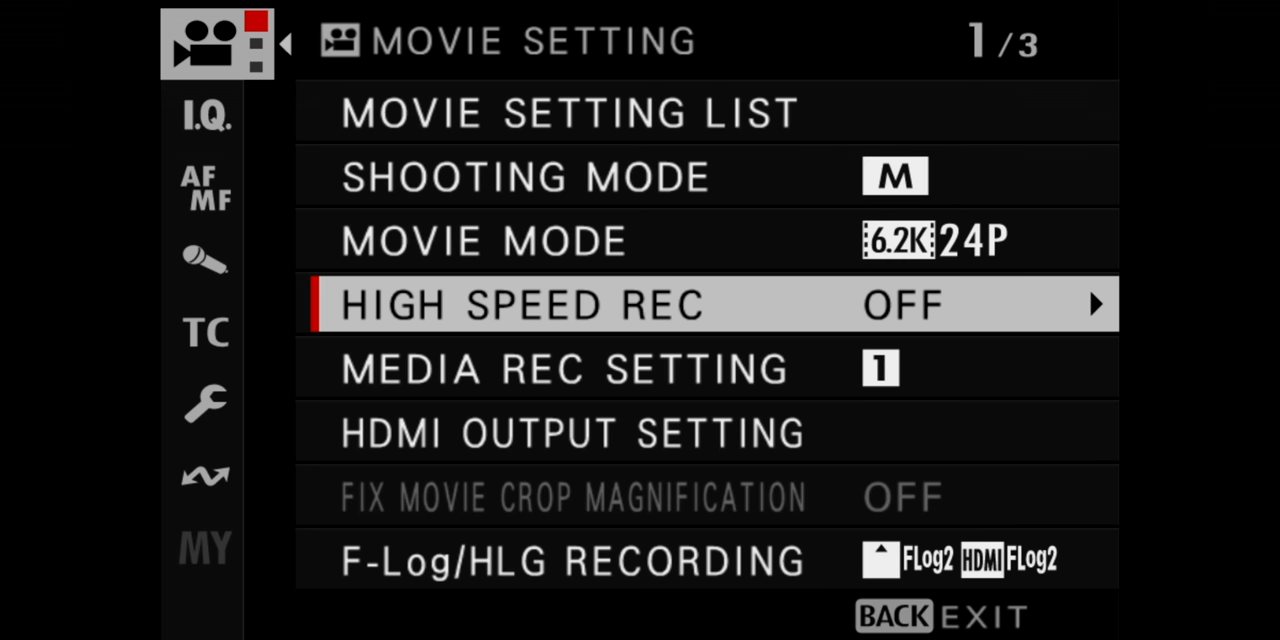 MOVIE SETTING 1/3
I.Q.
AF
MF
TC
MY
MOVIE SETTING LIST
SHOOTING MODE M
MOVIE MODE 6.2K 24P
HIGH SPEED REC OFF
MEDIA REC SETTING 1
HDMI OUTPUT SETTING
FIX MOVIE CROP MAGNIFICATION OFF
F-Log/HLG RECORDING FLog2 HDMI FLog2
BACK EXIT